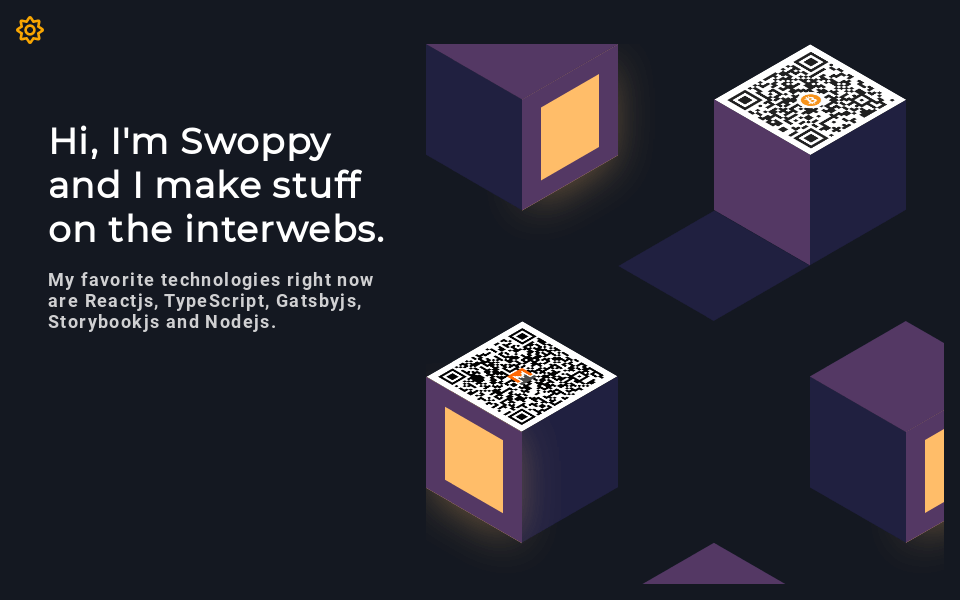 Hi, I'm Swoppy
and I make stuff
on the interwebs.
My favorite technologies right now
are Reactjs, TypeScript, Gatsbyjs,
Storybookjs and Nodejs.